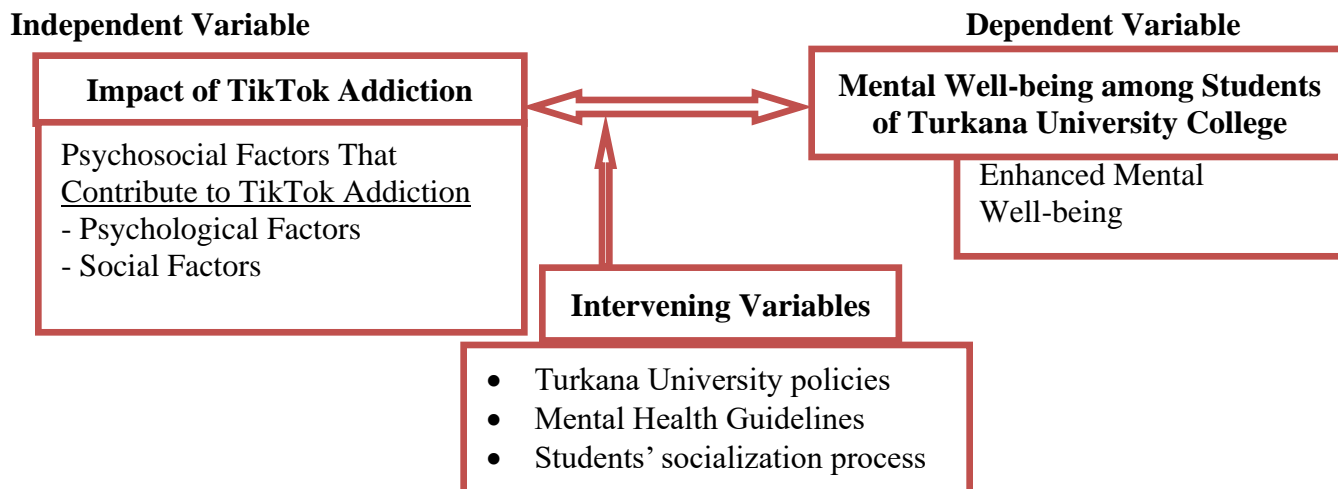 Independent Variable
Dependent Variable
Impact of TikTok Addiction
Psychosocial Factors That
Contribute to TikTok Addiction
- Psychological Factors
- Social Factors
Mental Well-being among Students
of Turkana University College
Enhanced Mental
Well-being
Intervening Variables
• Turkana University policies
• Mental Health Guidelines
• Students’ socialization process